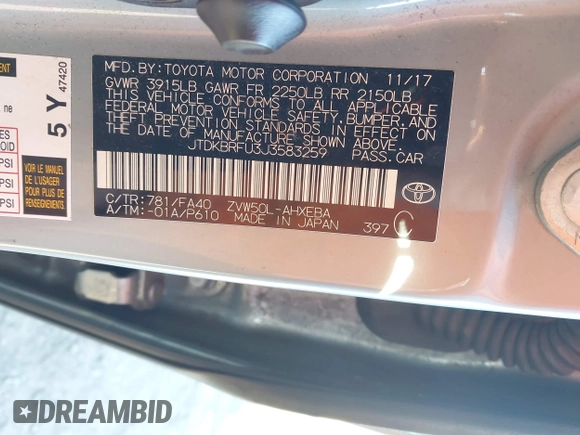 MFD. BY: TOYOTA MOTOR CORPORATION 11/17
GVWR 3915LB GAWR FR 2250LB RR 2150LB
THIS VEHICLE CONFORMS TO ALL APPLICABLE
FEDERAL MOTOR VEHICLE SAFETY, BUMPER, AND
THEFT PREVENTION STANDARDS IN EFFECT ON
THE DATE OF MANUFACTURE SHOWN ABOVE.
JTDKBRFU3J3583259 PASS. CAR
C/TR: 781/FA40 ZVW50L-AHXEBA
A/TM: -01A/P610 MADE IN JAPAN 397 C
TOYOTA
5 Y 47420
ne
PSI
PSI
PSI
VOIR LE MANUEL
POUR PLUS DE
RENSEIGNEMENTS
DREAMBID